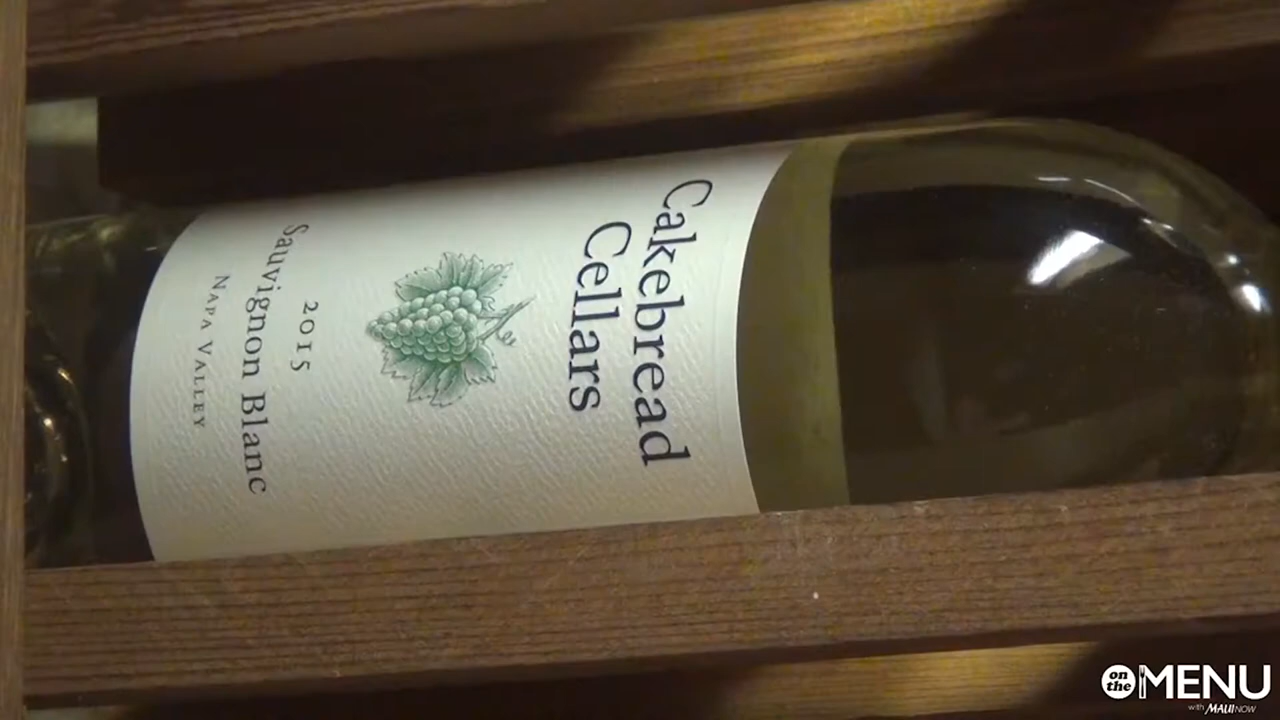 Cakebread
Cellars
2015
Sauvignon Blanc
NAPA VALLEY
on the MENU
with MAUI NOW